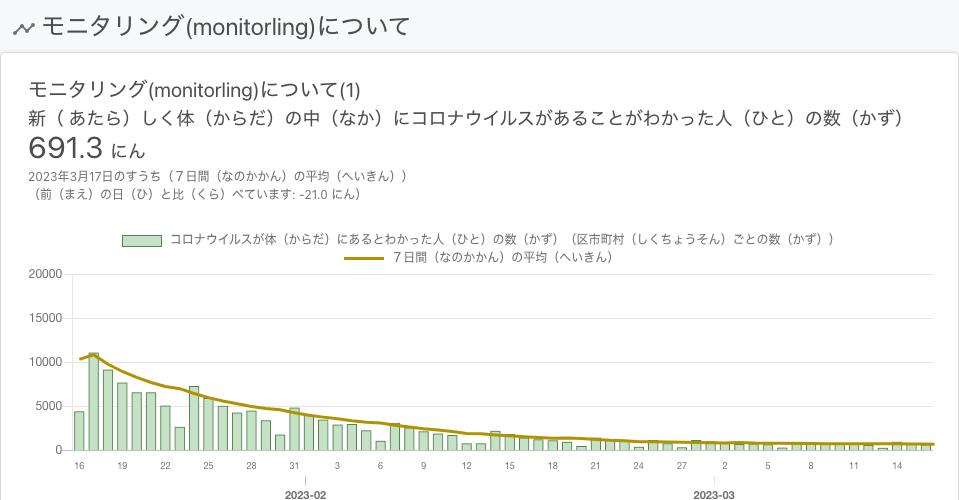 モニタリング(monitorling)について
モニタリング(monitorling)について(1)
新（ あたら）しく体（からだ）の中（なか）にコロナウイルスがあることがわかった人（ひと）の数（かず）
691.3 にん
2023年3月17日のすうち（７日間（なのかかん）の平均（へいきん））
（前（まえ）の日（ひ）と比（くら）べています: -21.0 にん）
コロナウイルスが体（からだ）にあるとわかった人（ひと）の数（かず）（区市町村（しくちょうそん）ごとの数（かず））
７日間（なのかかん）の平均（へいきん）
20000
15000
10000
5000
0
16 19 22 25 28 31 3 6 9 12 15 18 21 24 27 2 5 8 11 14
2023-02 2023-03